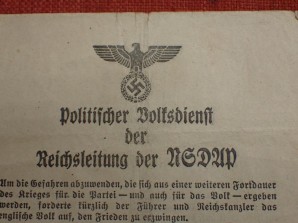 Politischer Volksdienst
der
Reichsleitung der NSDAP
Um die Gefahren abzuwenden, die sich aus einer weiteren Fortdauer
des Krieges für die Partei — und auch für das Volk — ergeben
werden, forderte kürzlich der Führer und Reichskanzler das
englische Volk auf, den Frieden zu erzwingen.